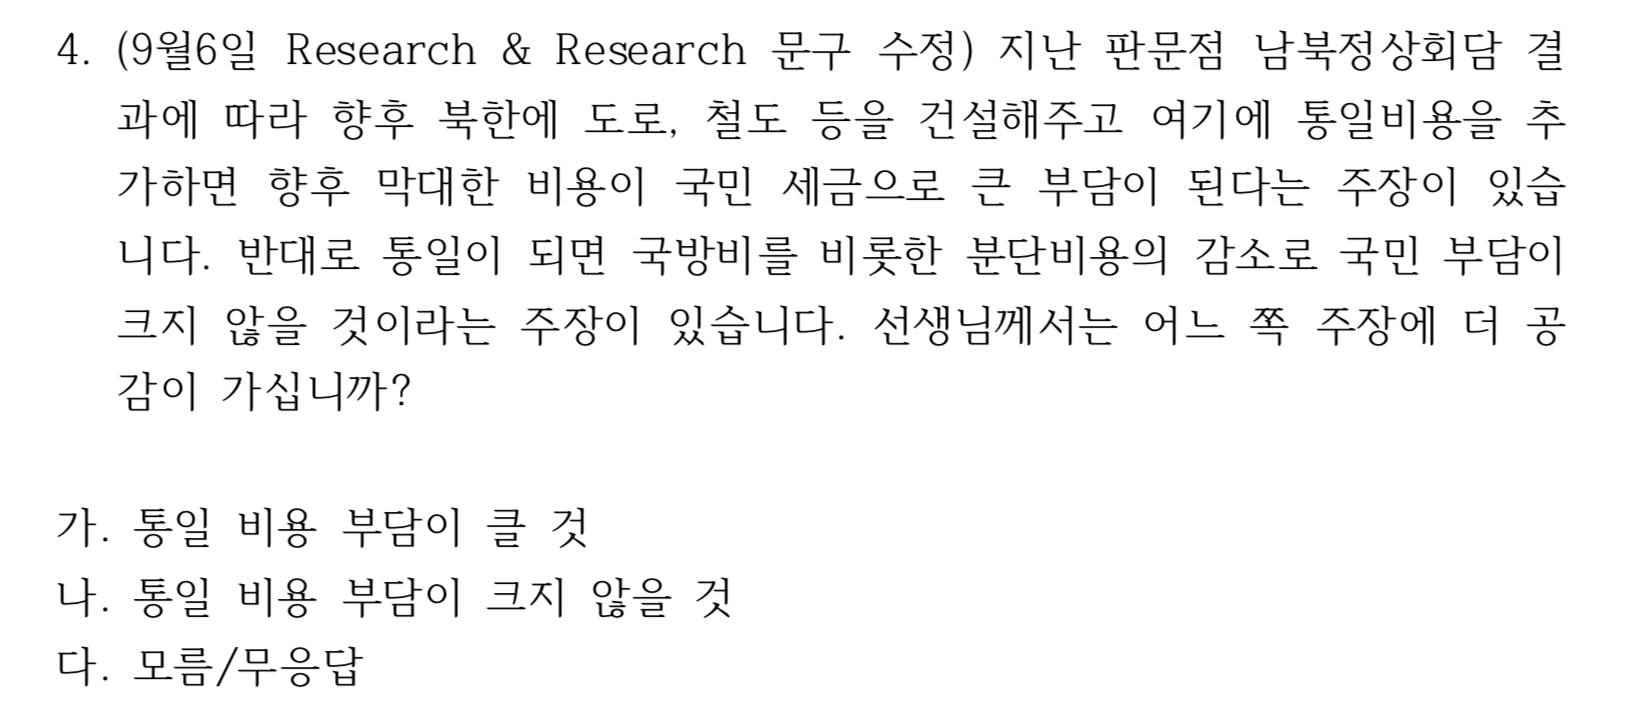 4. (9월6일 Research & Research 문구 수정) 지난 판문점 남북정상회담 결
과에 따라 향후 북한에 도로, 철도 등을 건설해주고 여기에 통일비용을 추
가하면 향후 막대한 비용이 국민 세금으로 큰 부담이 된다는 주장이 있습
니다. 반대로 통일이 되면 국방비를 비롯한 분단비용의 감소로 국민 부담이
크지 않을 것이라는 주장이 있습니다. 선생님께서는 어느 쪽 주장에 더 공
감이 가십니까?
가. 통일 비용 부담이 클 것
나. 통일 비용 부담이 크지 않을 것
다. 모름/무응답